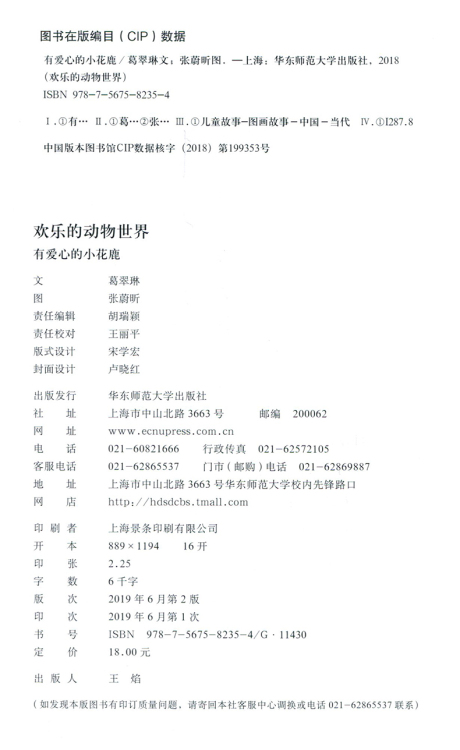 图书在版编目（CIP）数据
有爱心的小花鹿 / 葛翠琳文；张蔚昕图. —上海：华东师范大学出版社，2018
（欢乐的动物世界）
ISBN 978-7-5675-8235-4
Ⅰ.①有… Ⅱ.①葛…②张… Ⅲ.①儿童故事-图画故事-中国-当代 Ⅳ.①I287.8
中国版本图书馆CIP数据核字（2018）第199353号
欢乐的动物世界
有爱心的小花鹿
文 葛翠琳
图 张蔚昕
责任编辑 胡瑞颖
责任校对 王丽平
版式设计 宋学宏
封面设计 卢晓红
出版发行 华东师范大学出版社
社 址 上海市中山北路 3663 号 邮编 200062
网 址 www.ecnupress.com.cn
电 话 021-60821666 行政传真 021-62572105
客服电话 021-62865537 门市（邮购）电话 021-62869887
地 址 上海市中山北路 3663 号华东师范大学校内先锋路口
网 店 http://hdsdcbs.tmall.com
印 刷 者 上海景条印刷有限公司
开 本 889×1194 16 开
印 张 2.25
字 数 6 千字
版 次 2019 年 6 月第 2 版
印 次 2019 年 6 月第 1 次
书 号 ISBN 978-7-5675-8235-4/G·11430
定 价 18.00 元
出 版 人 王 焰
（如发现本版图书有印订质量问题，请寄回本社客服中心调换或电话 021-62865537 联系）